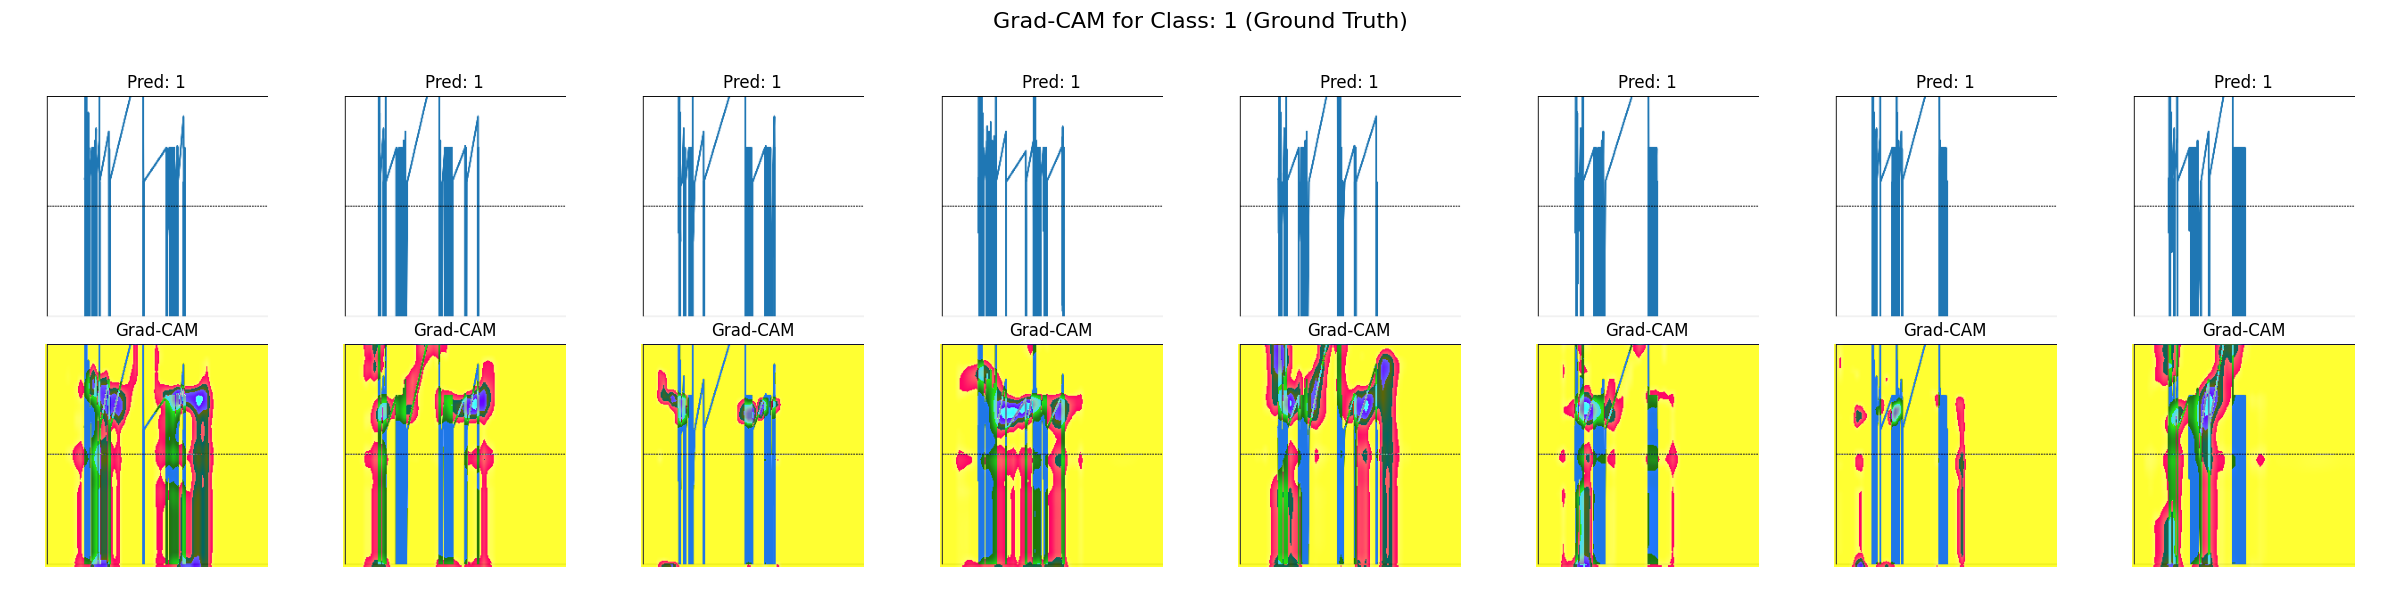 Grad-CAM for Class: 1 (Ground Truth)
Pred: 1 Pred: 1 Pred: 1 Pred: 1 Pred: 1 Pred: 1 Pred: 1 Pred: 1
Grad-CAM Grad-CAM Grad-CAM Grad-CAM Grad-CAM Grad-CAM Grad-CAM Grad-CAM